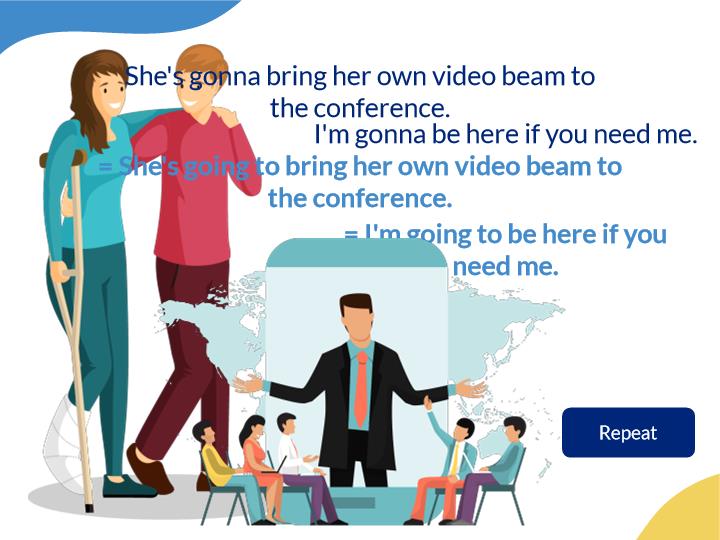 She's gonna bring her own video beam to
the conference.
I'm gonna be here if you need me.
= She's going to bring her own video beam to
the conference.
= I'm going to be here if you
need me.
Repeat